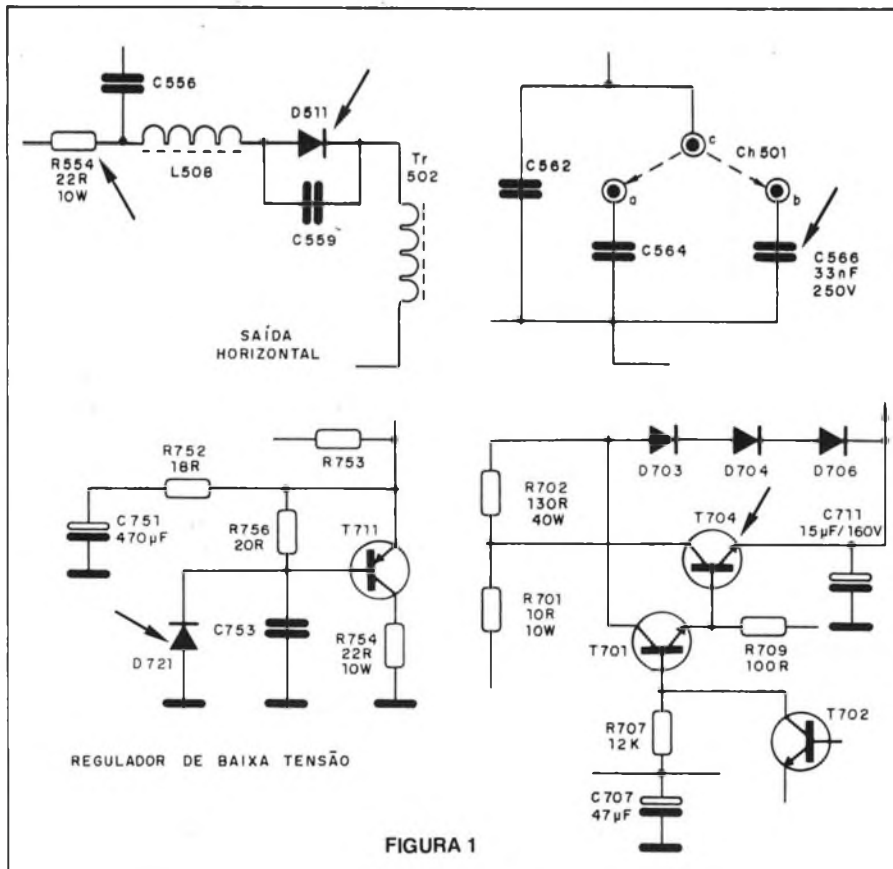 C556
D511
Tr
502
R554
22R
10W
L508
C559
SAÍDA
HORIZONTAL
c
Ch501
C562
a
b
C564
C566
33nF
250V
R753
R752
18R
C751
470µF
R756
20R
T711
C753
D721
R754
22R
10W
REGULADOR DE BAIXA TENSÃO
D703
D704
D706
R702
130R
40W
T704
C711
15µF/160V
R701
10R
10W
T701
R709
100R
T702
R707
12K
C707
47µF
FIGURA 1